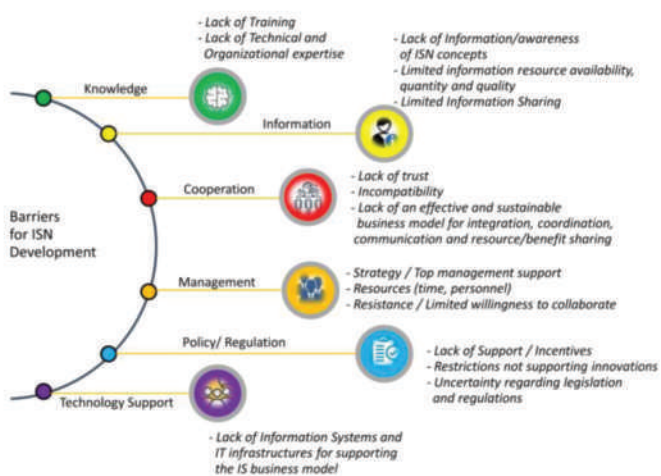 - Lack of Training
- Lack of Technical and
Organizational expertise
Knowledge
- Lack of Information/awareness
of ISN concepts
- Limited information resource availability,
quantity and quality
- Limited Information Sharing
Information
Barriers
for ISN
Development
Cooperation
- Lack of trust
- Incompatibility
- Lack of an effective and sustainable
business model for integration, coordination,
communication and resource/benefit sharing
Management
- Strategy / Top management support
- Resources (time, personnel)
- Resistance / Limited willingness to collaborate
Policy/ Regulation
- Lack of Support / Incentives
- Restrictions not supporting innovations
- Uncertainty regarding legislation
and regulations
Technology Support
- Lack of Information Systems and
IT infrastructures for supporting
the IS business model